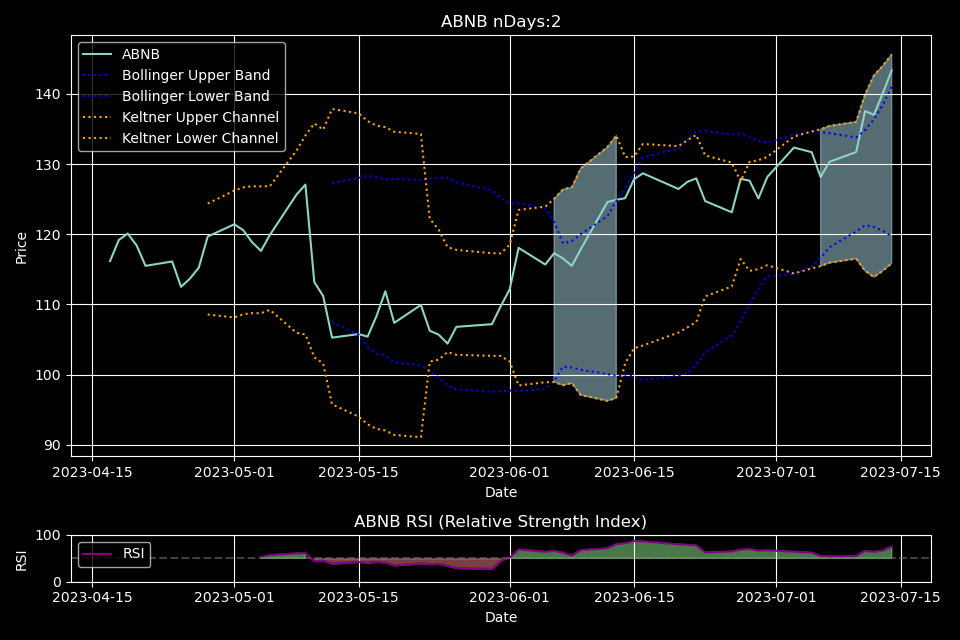 ABNB nDays:2
ABNB
Bollinger Upper Band
Bollinger Lower Band
Keltner Upper Channel
Keltner Lower Channel
Price
140
130
120
110
100
90
2023-04-15 2023-05-01 2023-05-15 2023-06-01 2023-06-15 2023-07-01 2023-07-15
Date
ABNB RSI (Relative Strength Index)
RSI
100
0
RSI
2023-04-15 2023-05-01 2023-05-15 2023-06-01 2023-06-15 2023-07-01 2023-07-15
Date